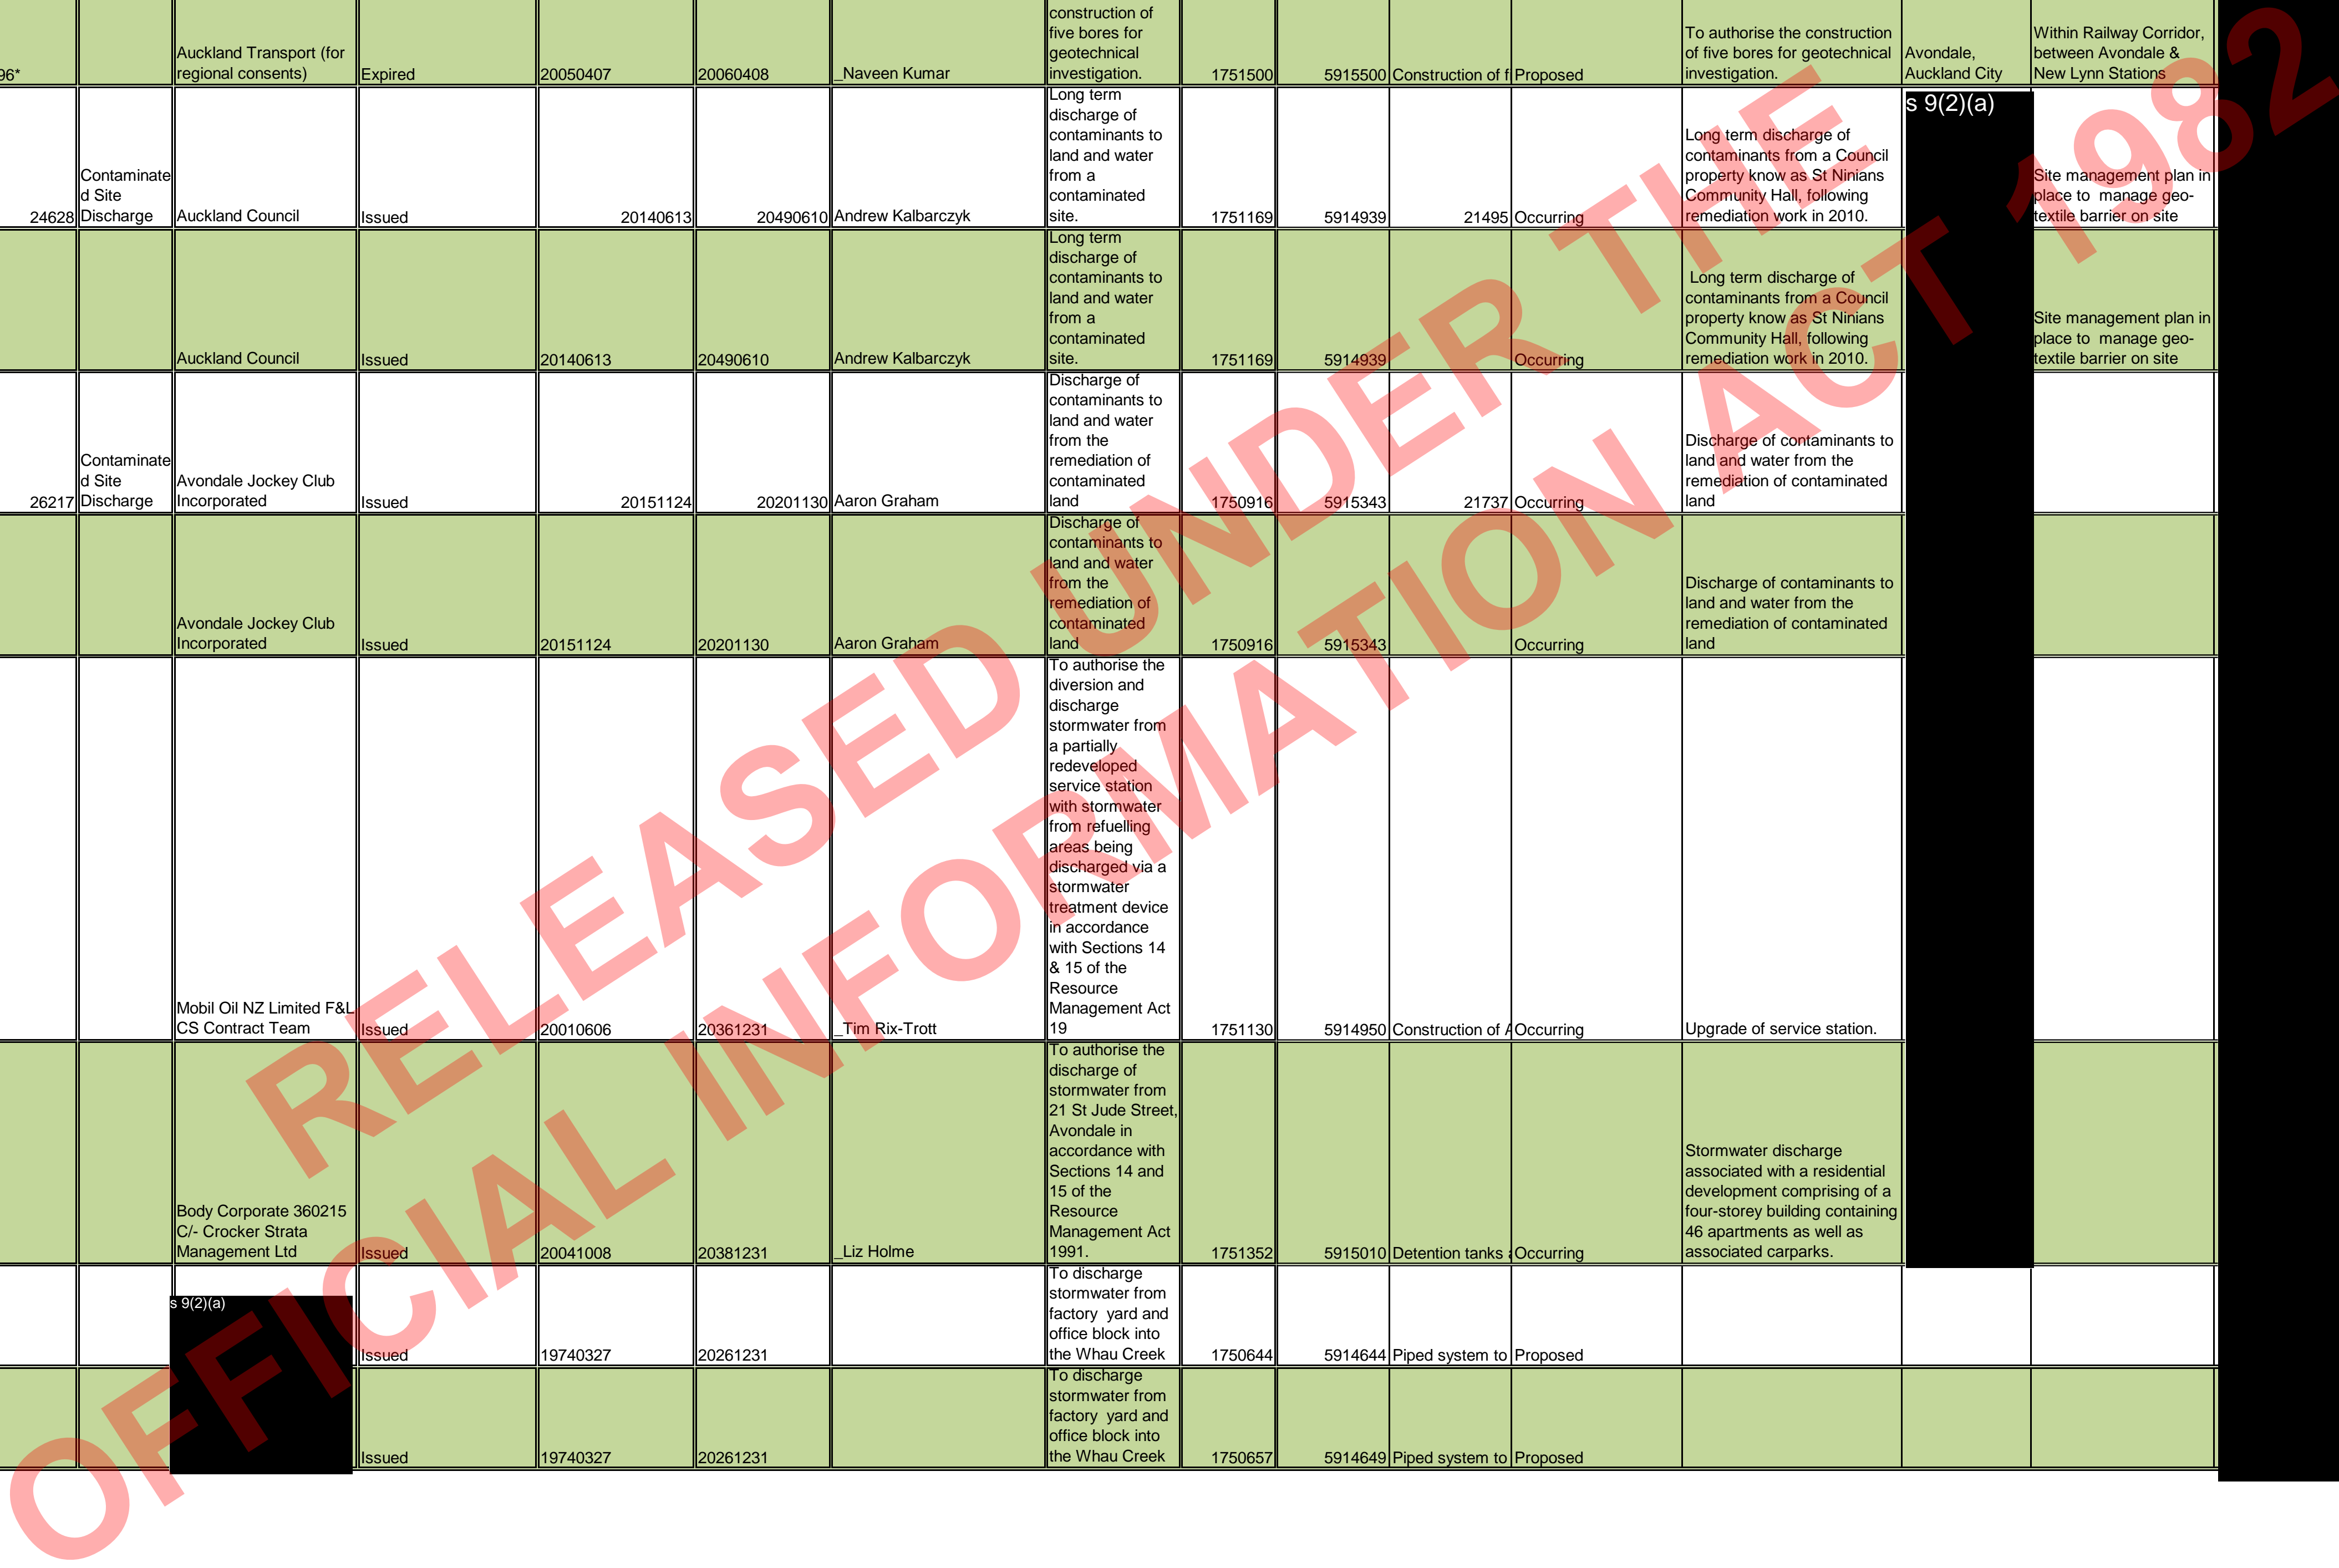 96*
Auckland Transport (for
regional consents)
Expired
20050407
20060408
_Naveen Kumar
construction of
five bores for
geotechnical
investigation.
1751500
5915500
Construction of f
Proposed
To authorise the construction
of five bores for geotechnical
investigation.
Avondale,
Auckland City
Within Railway Corridor,
between Avondale &
New Lynn Stations
24628
Contaminate
d Site
Discharge
Auckland Council
Issued
20140613
20490610
Andrew Kalbarczyk
Long term
discharge of
contaminants to
land and water
from a
contaminated
site.
1751169
5914939
21495
Occurring
Long term discharge of
contaminants from a Council
property know as St Ninians
Community Hall, following
remediation work in 2010.
s 9(2)(a)
Site management plan in
place to  manage geo-
textile barrier on site
Auckland Council
Issued
20140613
20490610
Andrew Kalbarczyk
Long term
discharge of
contaminants to
land and water
from a
contaminated
site.
1751169
5914939
Occurring
Long term discharge of
contaminants from a Council
property know as St Ninians
Community Hall, following
remediation work in 2010.
Site management plan in
place to  manage geo-
textile barrier on site
26217
Contaminate
d Site
Discharge
Avondale Jockey Club
Incorporated
Issued
20151124
20201130
Aaron Graham
Discharge of
contaminants to
land and water
from the
remediation of
contaminated
land
1750916
5915343
21737
Occurring
Discharge of contaminants to
land and water from the
remediation of contaminated
land
Avondale Jockey Club
Incorporated
Issued
20151124
20201130
Aaron Graham
Discharge of
contaminants to
land and water
from the
remediation of
contaminated
land
1750916
5915343
Occurring
Discharge of contaminants to
land and water from the
remediation of contaminated
land
Mobil Oil NZ Limited F&L
CS Contract Team
Issued
20010606
20361231
_Tim Rix-Trott
To authorise the
diversion and
discharge
stormwater from
a partially
redeveloped
service station
with stormwater
from refuelling
areas being
discharged via a
stormwater
treatment device
in accordance
with Sections 14
& 15 of the
Resource
Management Act
19
1751130
5914950
Construction of A
Occurring
Upgrade of service station.
Body Corporate 360215
C/- Crocker Strata
Management Ltd
Issued
20041008
20381231
_Liz Holme
To authorise the
discharge of
stormwater from
21 St Jude Street,
Avondale in
accordance with
Sections 14 and
15 of the
Resource
Management Act
1991.
1751352
5915010
Detention tanks
Occurring
Stormwater discharge
associated with a residential
development comprising of a
four-storey building containing
46 apartments as well as
associated carparks.
s 9(2)(a)
Issued
19740327
20261231
To discharge
stormwater from
factory  yard and
office block into
the Whau Creek
1750644
5914644
Piped system to
Proposed
Issued
19740327
20261231
To discharge
stormwater from
factory  yard and
office block into
the Whau Creek
1750657
5914649
Piped system to
Proposed
RELEASED UNDER THE
OFFICIAL INFORMATION ACT 1982